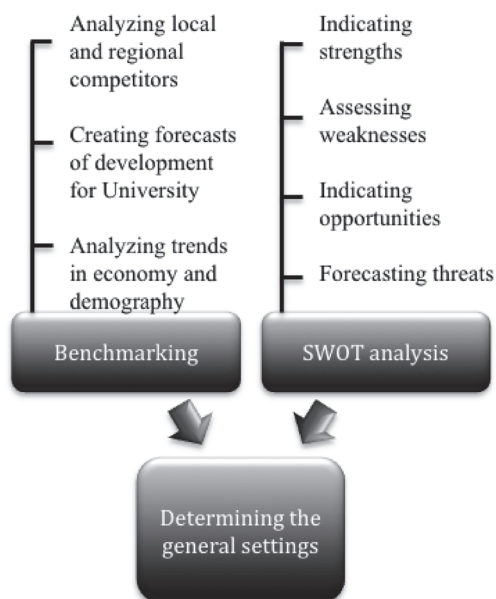 Analyzing local
and regional
competitors
Creating forecasts
of development
for University
Analyzing trends
in economy and
demography
Benchmarking
Indicating
strengths
Assessing
weaknesses
Indicating
opportunities
Forecasting threats
SWOT analysis
Determining the
general settings